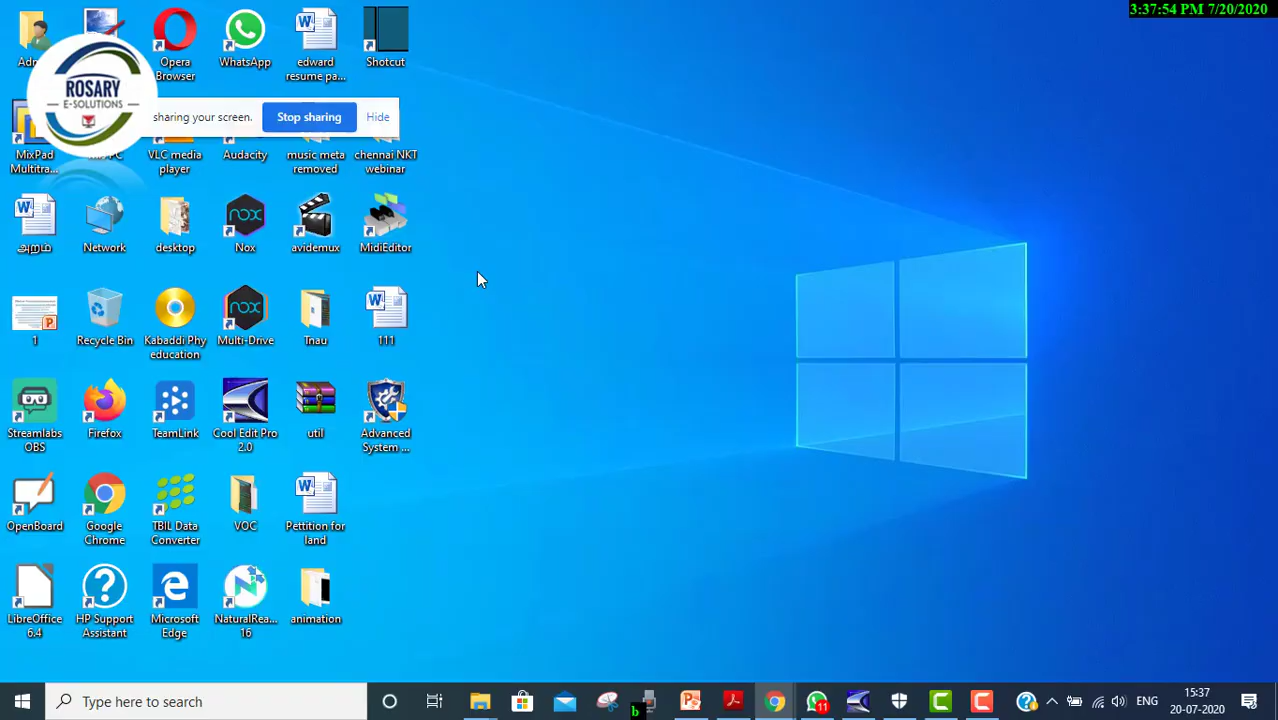 3:37:54 PM 7/20/2020
Opera
Browser
WhatsApp
edward
resume pa...
Shotcut
ROSARY
E-SOLUTIONS
sharing your screen.
Stop sharing
Hide
MixPad
Multitra...
VLC media
player
Audacity
music meta
removed
chennai NKT
webinar
அறம்
Network
desktop
Nox
avidemux
MidiEditor
1
Recycle Bin
Kabaddi Phy
education
Multi-Drive
Tnau
111
Streamlabs
OBS
Firefox
TeamLink
Cool Edit Pro
2.0
util
Advanced
System ...
OpenBoard
Google
Chrome
TBIL Data
Converter
VOC
Pettition for
land
LibreOffice
6.4
HP Support
Assistant
Microsoft
Edge
NaturalRea...
16
animation
Type here to search
b
11
ENG
15:37
20-07-2020